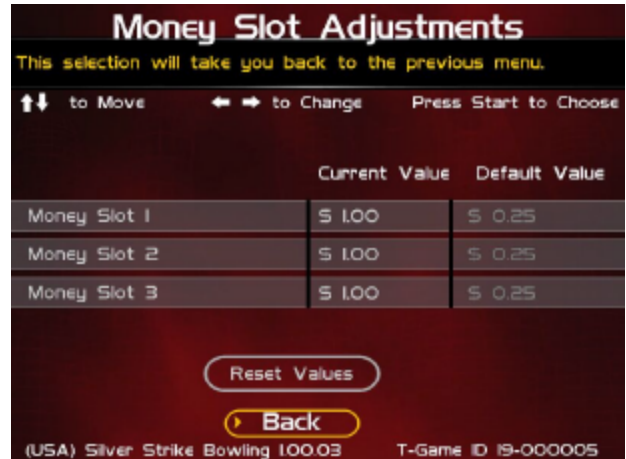 Money Slot Adjustments
This selection will take you back to the previous menu.
to Move to Change Press Start to Choose
Current Value Default Value
Money Slot 1 $ 1.00 $ 0.25
Money Slot 2 $ 1.00 $ 0.25
Money Slot 3 $ 1.00 $ 0.25
Reset Values
Back
(USA) Silver Strike Bowling 1.00.03 T-Game ID 19-000005